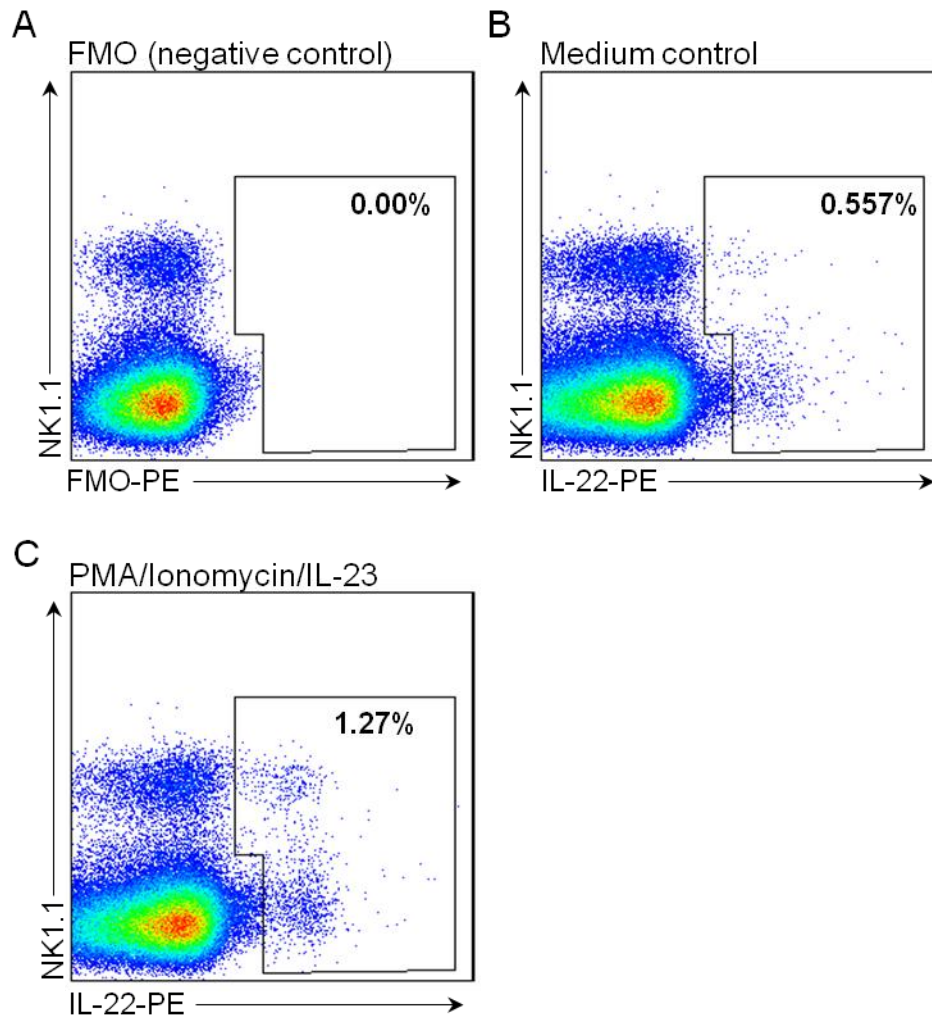 A
FMO (negative control)
0.00%
NK1.1
FMO-PE
B
Medium control
0.557%
NK1.1
IL-22-PE
C
PMA/Ionomycin/IL-23
1.27%
NK1.1
IL-22-PE